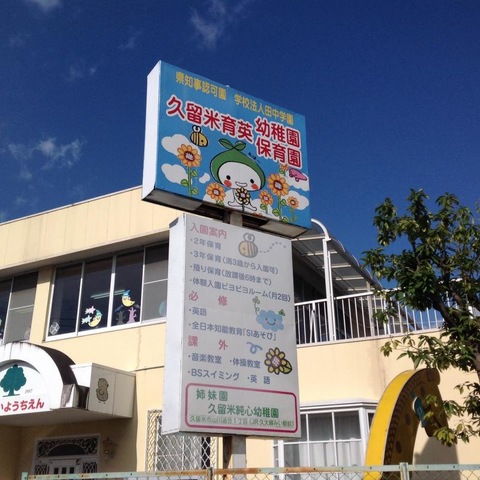 県知事認可園 学校法人田中学園
久留米育英 幼稚園
保育園
入園案内
・2年保育
・3年保育(満3歳から入園可)
・預り保育(放課後6時まで)
・体験入園ピヨピヨルーム(月2回)
必修
・英語
・全日本知能教育「SIあそび」
課外
・音楽教室 ・体操教室
・BSスイミング ・英語
姉妹園
久留米純心幼稚園
ようちえん